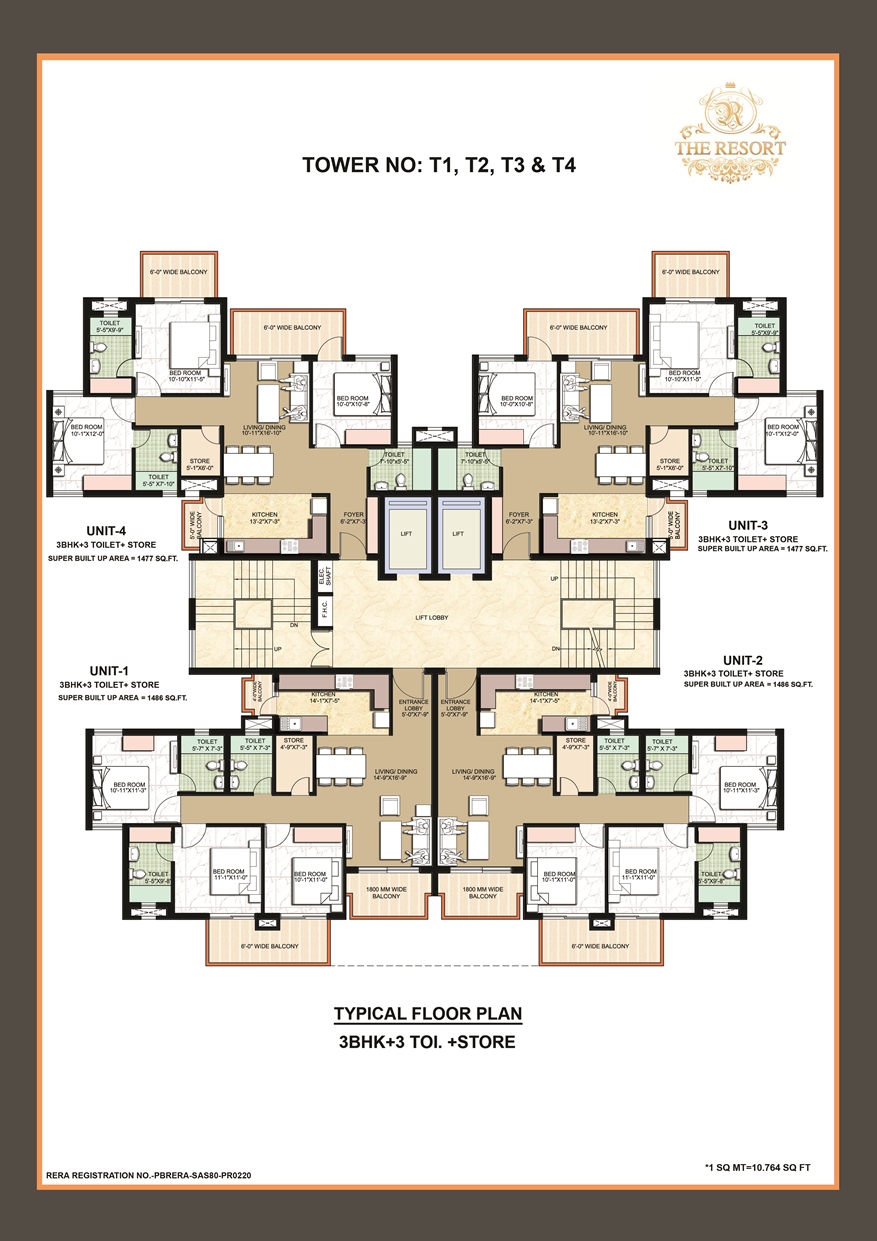 THE RESORT
TOWER NO: T1, T2, T3 & T4
6'-0" WIDE BALCONY
6'-0" WIDE BALCONY
6'-0" WIDE BALCONY
6'-0" WIDE BALCONY
TOILET
5'-5"X9'-9"
BED ROOM
10'-10"X11'-5"
BED ROOM
10'-0"X10'-8"
BED ROOM
10'-0"X10'-8"
BED ROOM
10'-10"X11'-5"
TOILET
5'-5"X9'-9"
BED ROOM
10'-1"X12'-0"
LIVING/ DINING
10'-11"X16'-10"
LIVING/ DINING
10'-11"X16'-10"
BED ROOM
10'-1"X12'-0"
TOILET
5'-5" X7'-10"
STORE
5'-1"X6'-0"
TOILET
7'-10"x5'-5"
TOILET
7'-10"x5'-5"
STORE
5'-1"X6'-0"
TOILET
5'-5" X7'-10"
5'-0" WIDE
BALCONY
KITCHEN
13'-2"X7'-3"
FOYER
6'-2"X7'-3
LIFT
LIFT
FOYER
6'-2"X7'-3
KITCHEN
13'-2"X7'-3"
5'-0" WIDE
BALCONY
UNIT-4
3BHK+3 TOILET+ STORE
SUPER BUILT UP AREA = 1477 SQ.FT.
UNIT-3
3BHK+3 TOILET+ STORE
SUPER BUILT UP AREA = 1477 SQ.FT.
ELEC.
SHAFT
F.H.C.
UP
DN
LIFT LOBBY
DN
UP
UNIT-1
3BHK+3 TOILET+ STORE
SUPER BUILT UP AREA = 1486 SQ.FT.
UNIT-2
3BHK+3 TOILET+ STORE
SUPER BUILT UP AREA = 1486 SQ.FT.
4'-0"WIDE
BALCONY
KITCHEN
14'-1"X7'-5"
ENTRANCE
LOBBY
5'-0"X7'-9"
ENTRANCE
LOBBY
5'-0"X7'-9"
KITCHEN
14'-1"X7'-5"
4'-0"WIDE
BALCONY
TOILET
5'-7" X 7'-3"
TOILET
5'-5" X 7'-3"
STORE
4'-9"X7'-3"
STORE
4'-9"X7'-3"
TOILET
5'-5" X 7'-3"
TOILET
5'-7" X 7'-3"
BED ROOM
10'-11"X11'-3"
LIVING/ DINING
14'-9"X16'-9"
LIVING/ DINING
14'-9"X16'-9"
BED ROOM
10'-11"X11'-3"
TOILET
5'-5"X9'-8"
BED ROOM
11'-1"X11'-0"
BED ROOM
10'-1"X11'-0"
BED ROOM
10'-1"X11'-0"
BED ROOM
11'-1"X11'-0"
TOILET
5'-5"X9'-8"
1800 MM WIDE
BALCONY
1800 MM WIDE
BALCONY
6'-0" WIDE BALCONY
6'-0" WIDE BALCONY
TYPICAL FLOOR PLAN
3BHK+3 TOI. +STORE
*1 SQ MT=10.764 SQ FT
RERA REGISTRATION NO.-PBRERA-SAS80-PR0220